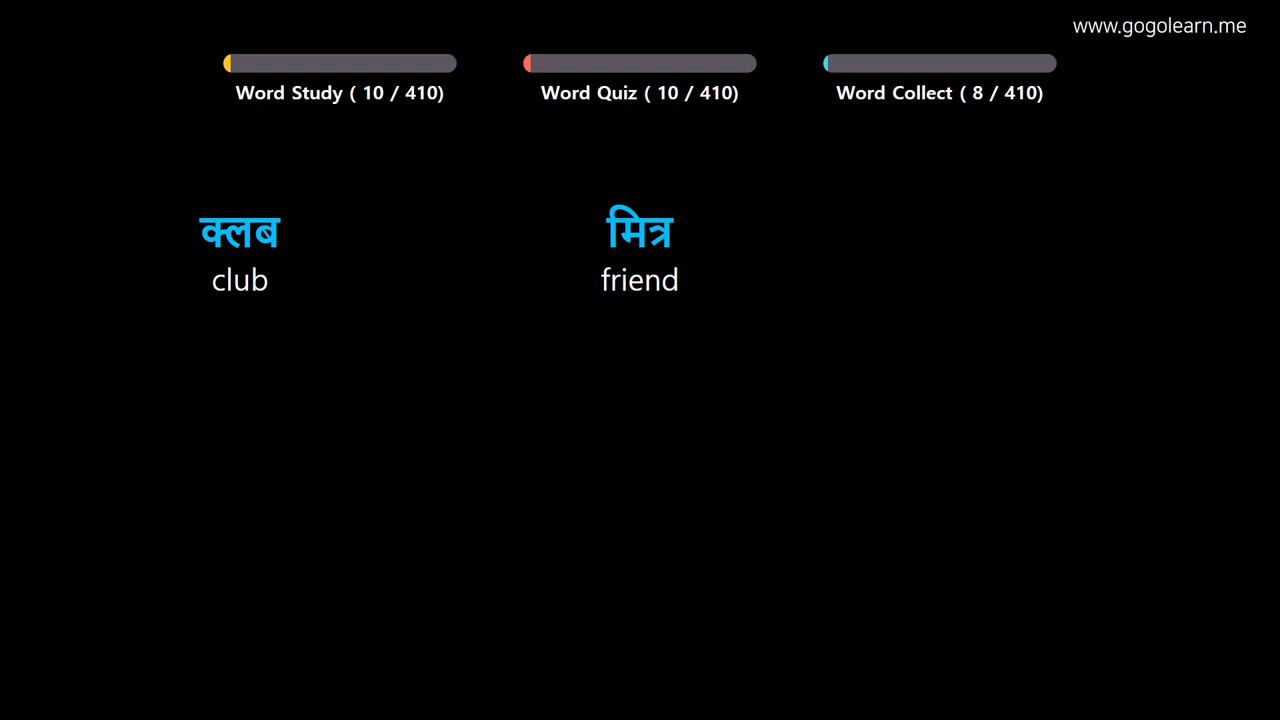 www.gogolearn.me
Word Study ( 10 / 410)
Word Quiz ( 10 / 410)
Word Collect ( 8 / 410)
क्लब
club
मित्र
friend